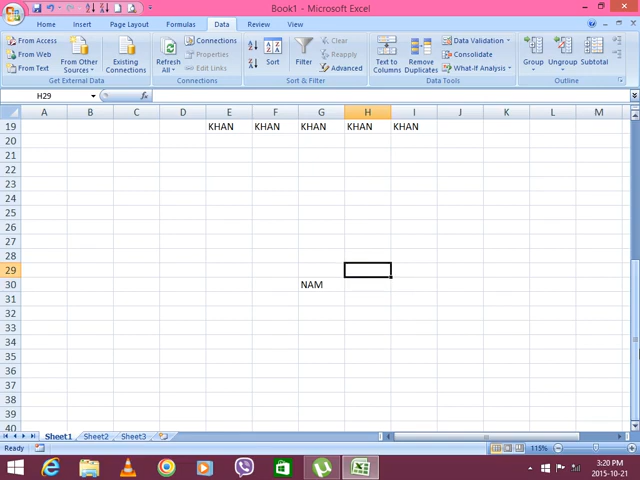 Book1 - Microsoft Excel
Home Insert Page Layout Formulas Data Review View
From Access From Web From Text From Other Sources Existing Connections Refresh All Connections Properties Edit Links Sort Filter Clear Reapply Advanced Text to Columns Remove Duplicates Data Validation Consolidate What-If Analysis Group Ungroup Subtotal
Get External Data Connections Sort & Filter Data Tools Outline
H29 fx
A B C D E F G H I J K L M
19 KHAN KHAN KHAN KHAN KHAN
20
21
22
23
24
25
26
27
28
29
30 NAM
31
32
33
34
35
36
37
38
39
40
Sheet1 Sheet2 Sheet3
Ready 115%
3:20 PM
2015-10-21